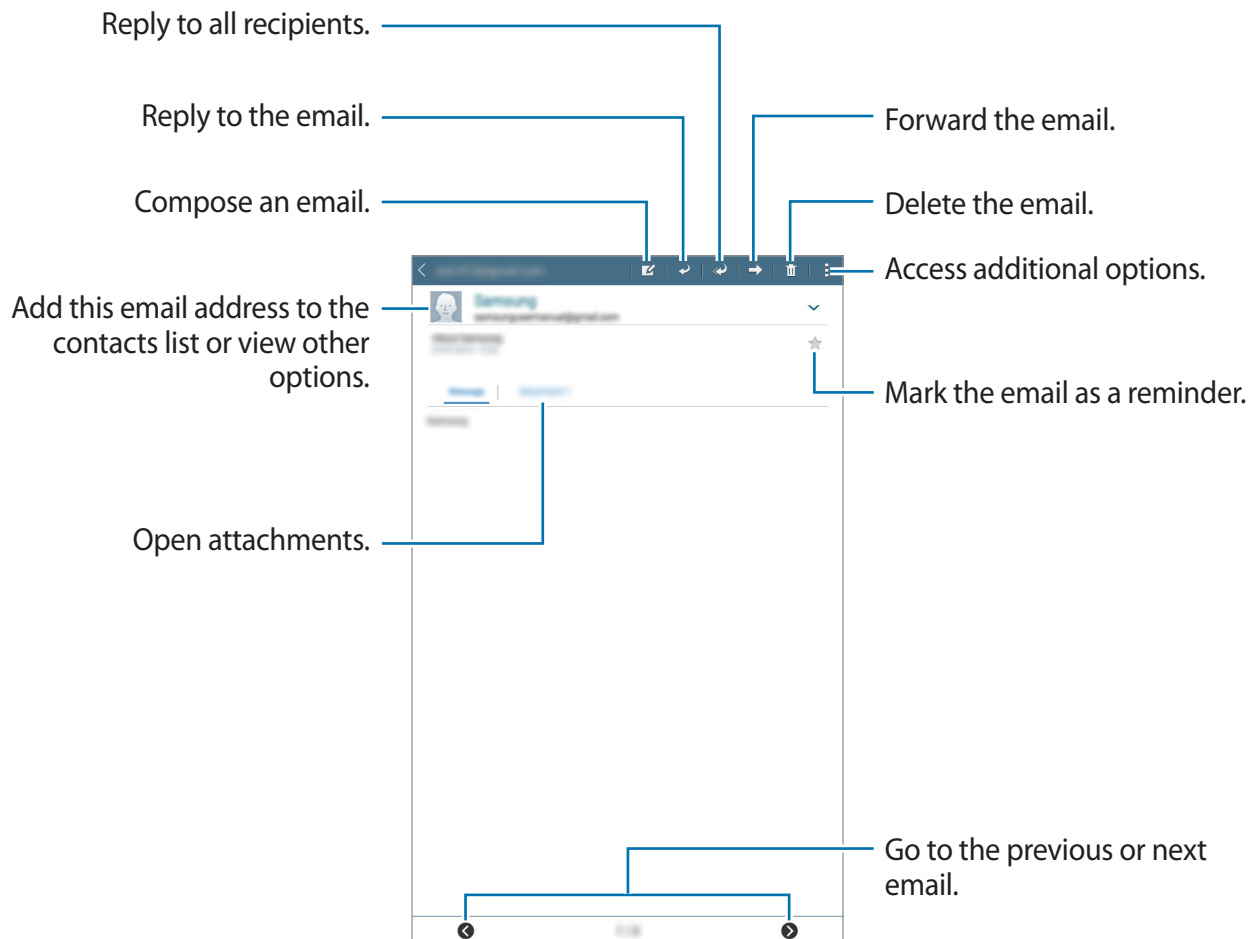 Reply to all recipients.
Reply to the email.
Forward the email.
Compose an email.
Delete the email.
Access additional options.
Add this email address to the
contacts list or view other
options.
Samsung
Mark the email as a reminder.
Open attachments.
Go to the previous or next
email.